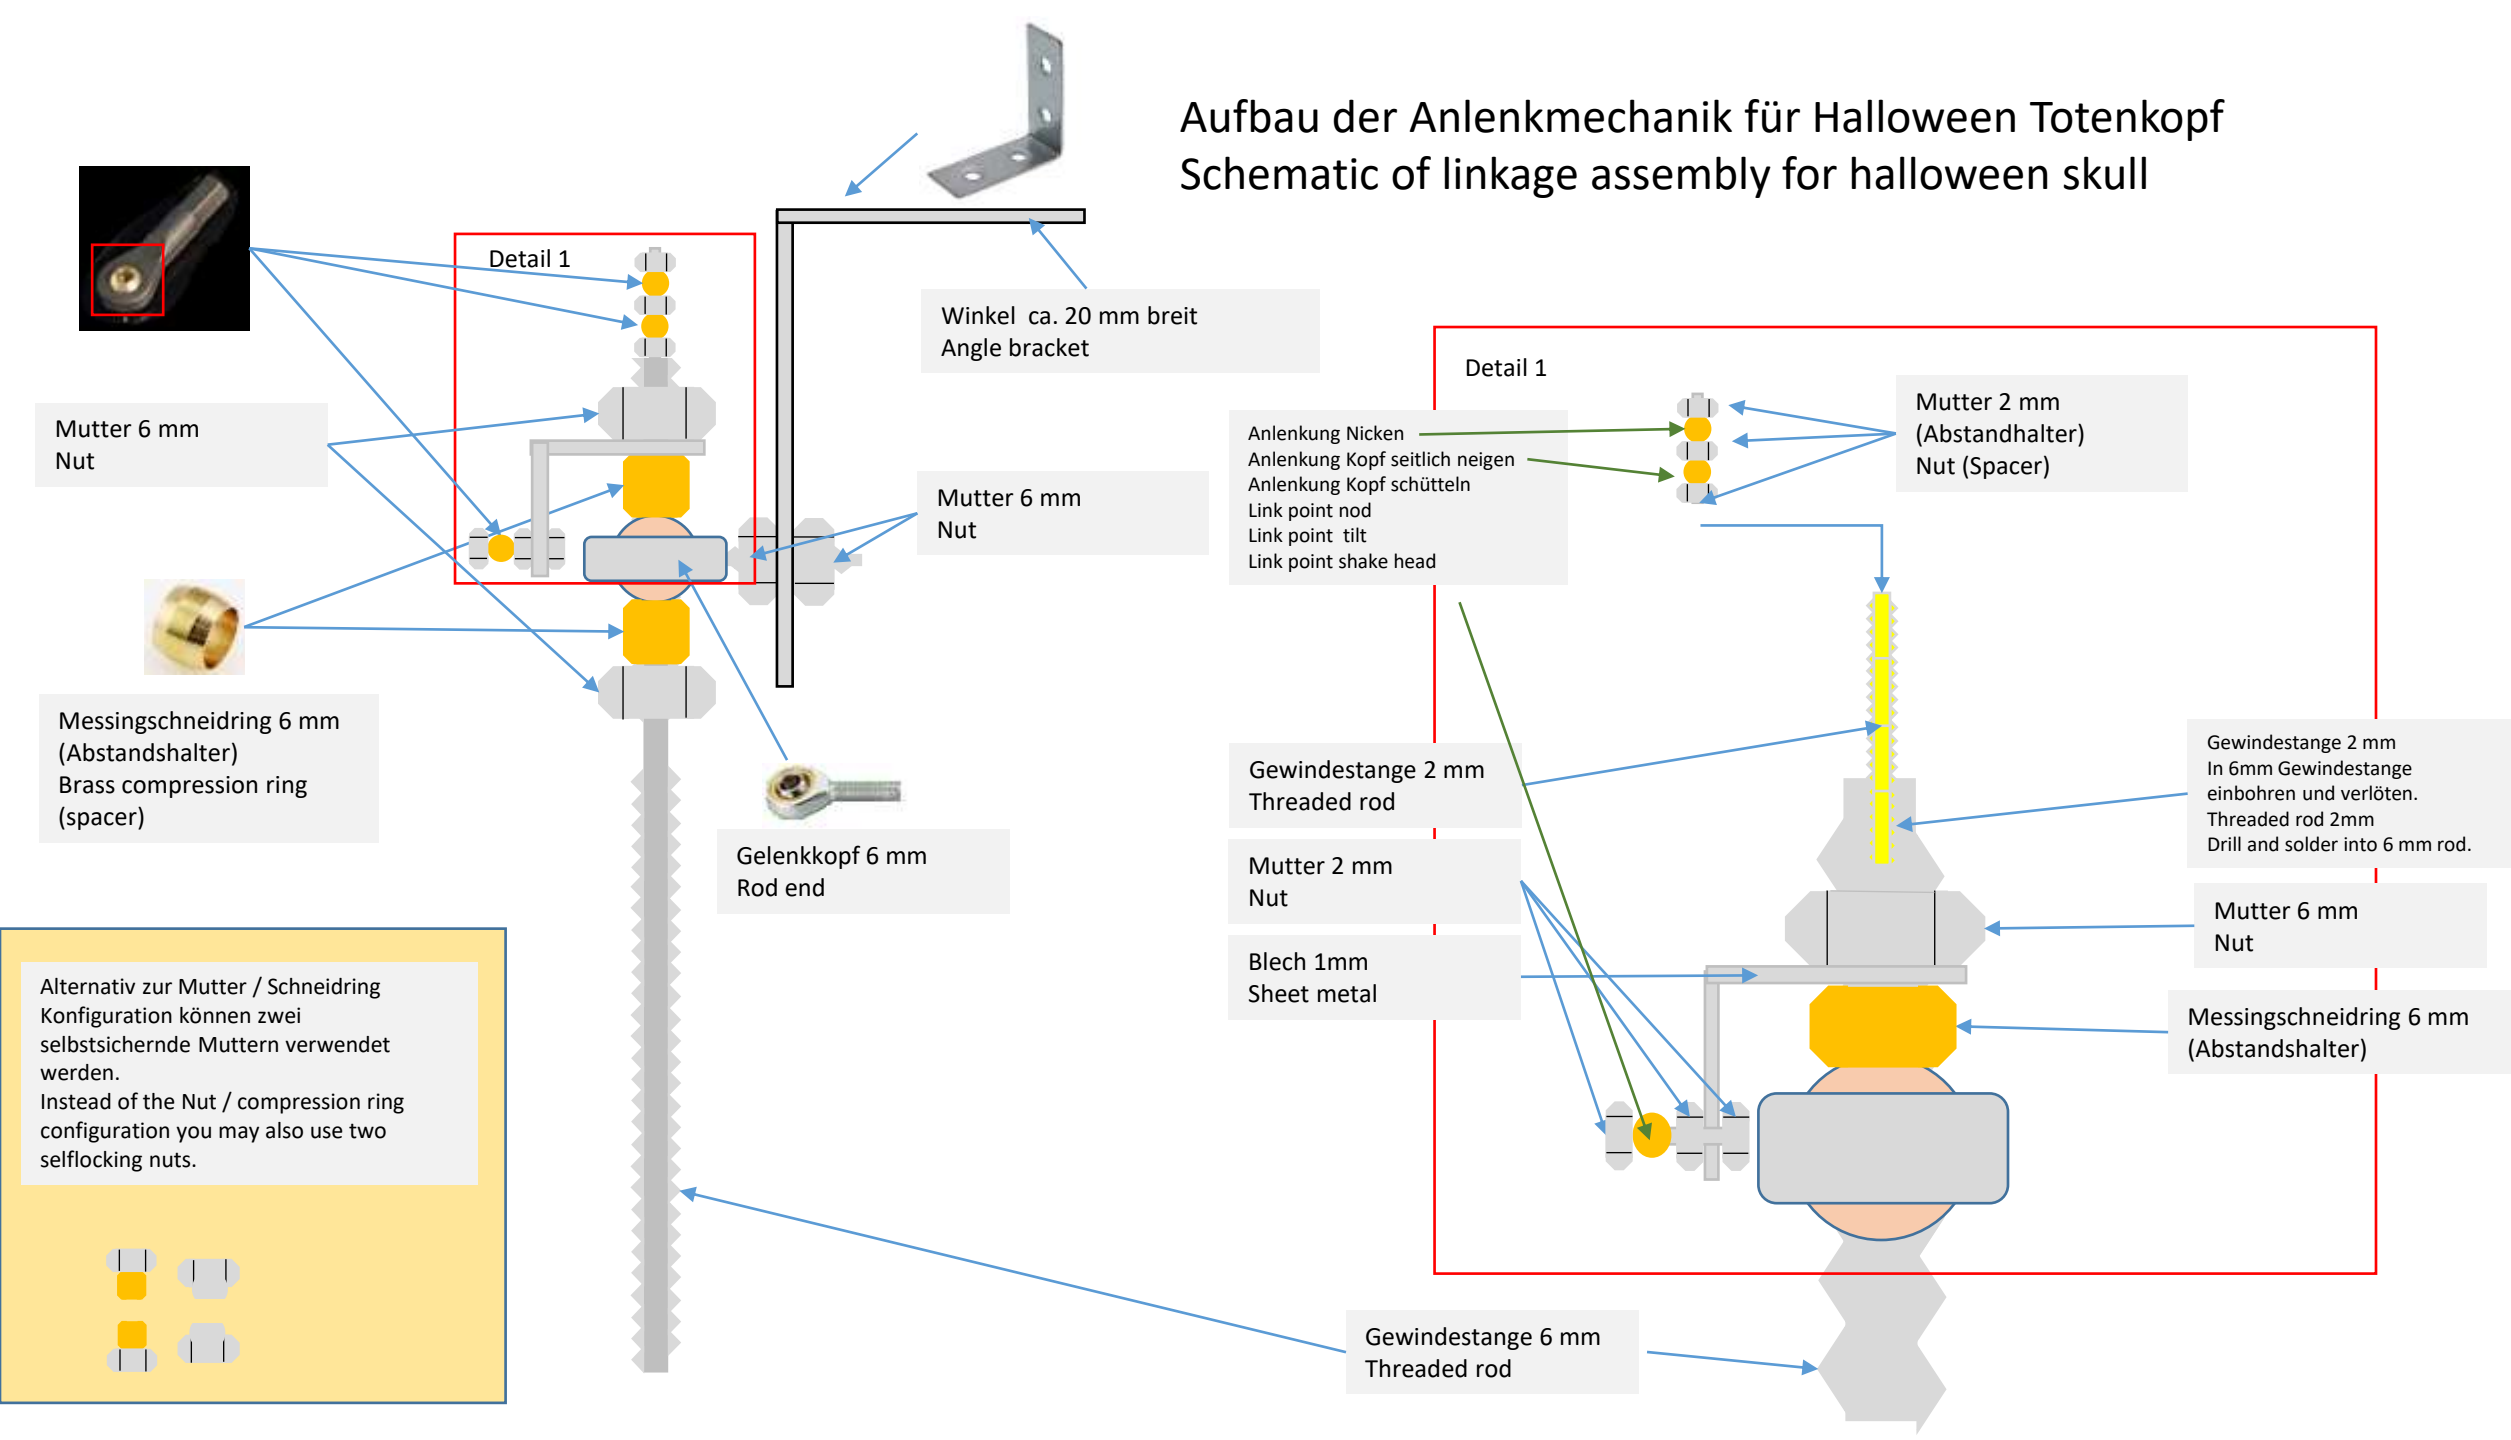 Aufbau der Anlenkmechanik für Halloween Totenkopf
Schematic of linkage assembly for halloween skull
Detail 1
Winkel  ca. 20 mm breit
Angle bracket
Mutter 6 mm
Nut
Mutter 6 mm
Nut
Messingschneidring 6 mm
(Abstandshalter)
Brass compression ring
(spacer)
Gelenkkopf 6 mm
Rod end
Alternativ zur Mutter / Schneidring
Konfiguration können zwei
selbstsichernde Muttern verwendet
werden.
Instead of the Nut / compression ring
configuration you may also use two
selflocking nuts.
Detail 1
Mutter 2 mm
(Abstandhalter)
Nut (Spacer)
Anlenkung Nicken
Anlenkung Kopf seitlich neigen
Anlenkung Kopf schütteln
Link point nod
Link point  tilt
Link point shake head
Gewindestange 2 mm
Threaded rod
Gewindestange 2 mm
In 6mm Gewindestange
einbohren und verlöten.
Threaded rod 2mm
Drill and solder into 6 mm rod.
Mutter 2 mm
Nut
Mutter 6 mm
Nut
Blech 1mm
Sheet metal
Messingschneidring 6 mm
(Abstandshalter)
Gewindestange 6 mm
Threaded rod